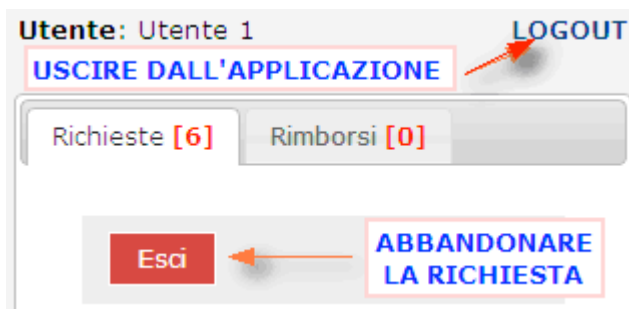 Utente: Utente 1 LOGOUT
USCIRE DALL'APPLICAZIONE
Richieste [6] Rimborsi [0]
Esci
ABBANDONARE
LA RICHIESTA